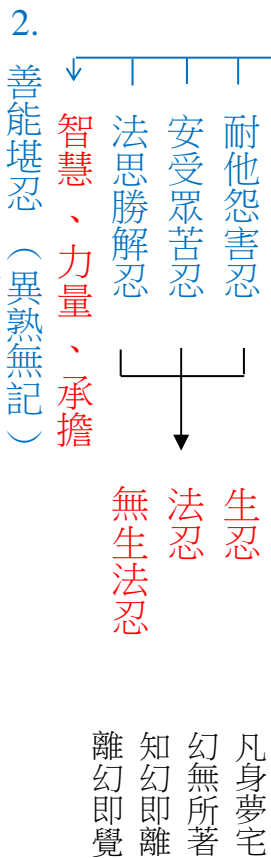 耐他怨害忍
安受眾苦忍
法思勝解忍
智慧、力量、承擔
2. 善能堪忍（異熟無記）
生忍
法忍
無生法忍
凡身夢宅
幻無所著
知幻即離
離幻即覺